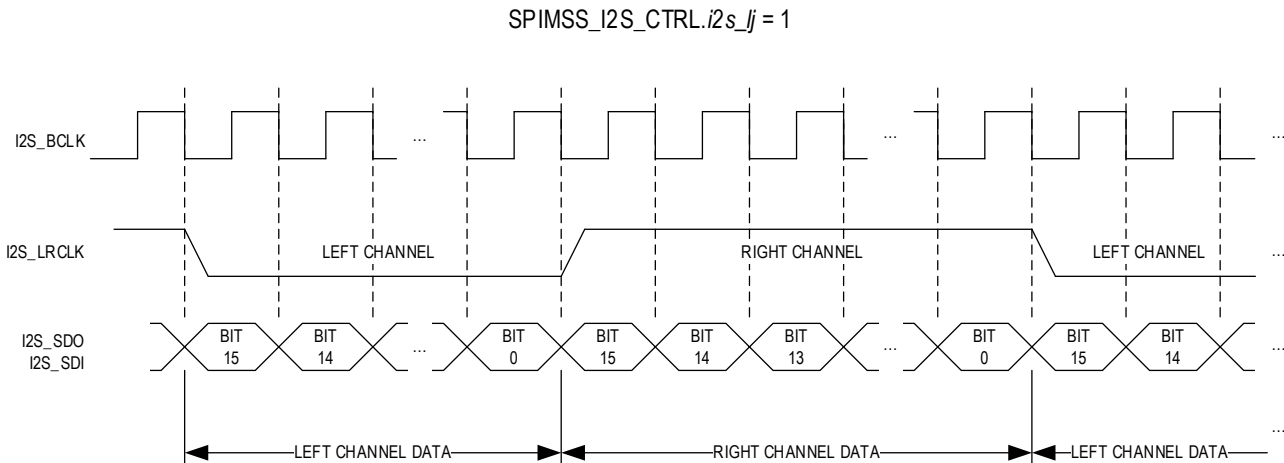 SPIMSS_I2S_CTRL.i2s_lj = 1
I2S_BCLK
... ... ...
I2S_LRCLK
LEFT CHANNEL RIGHT CHANNEL LEFT CHANNEL ...
I2S_SDO
I2S_SDI
BIT 15
BIT 14
...
BIT 0
BIT 15
BIT 14
BIT 13
...
BIT 0
BIT 15
BIT 14
...
LEFT CHANNEL DATA RIGHT CHANNEL DATA LEFT CHANNEL DATA ...